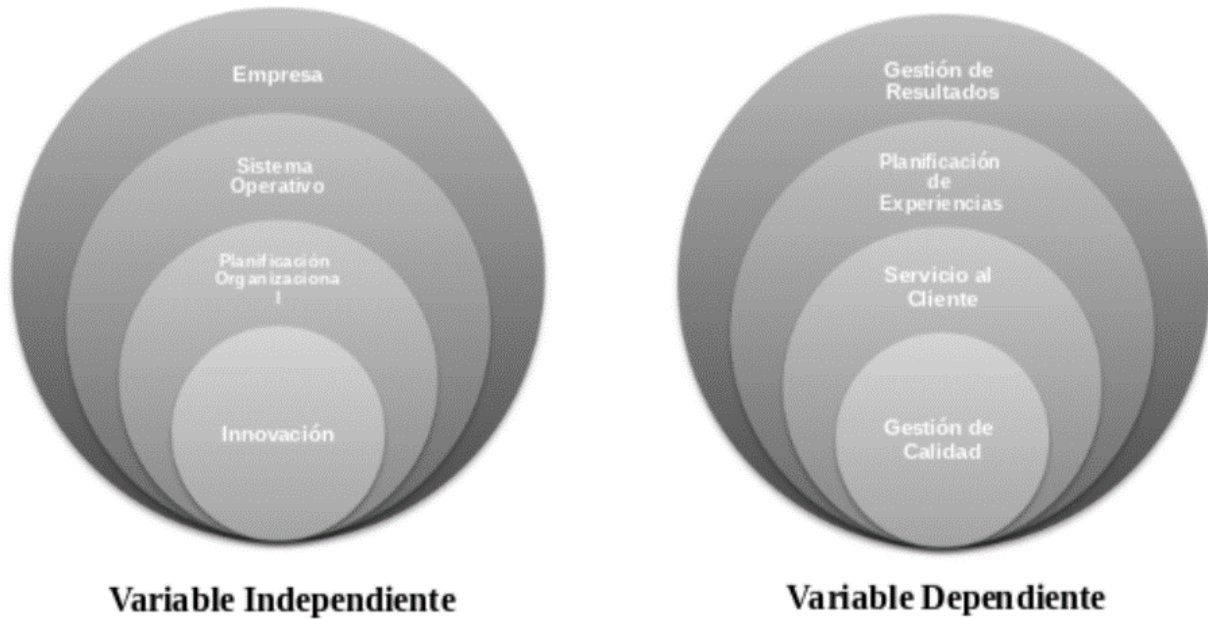 Empresa
Sistema
Operativo
Planificación
Organizaciona
l
Innovación
Variable Independiente
Gestión de
Resultados
Planificación
de
Experiencias
Servicio al
Cliente
Gestión de
Calidad
Variable Dependiente